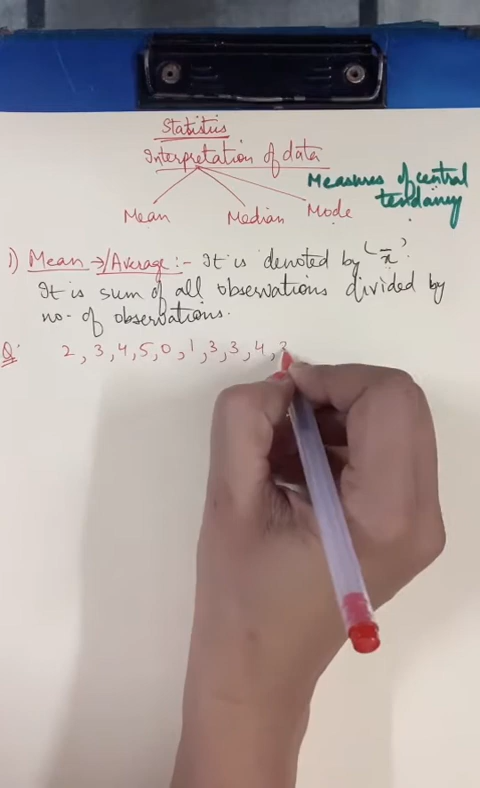 Statistics
Interpretation of data
Measures of central
tendancy
Mean Median Mode
1) Mean → /Average :- It is denoted by ‘x̄’.
It is sum of all observations divided by
no. of observations.
Q. 2, 3, 4, 5, 0, 1, 3, 3, 4, 3